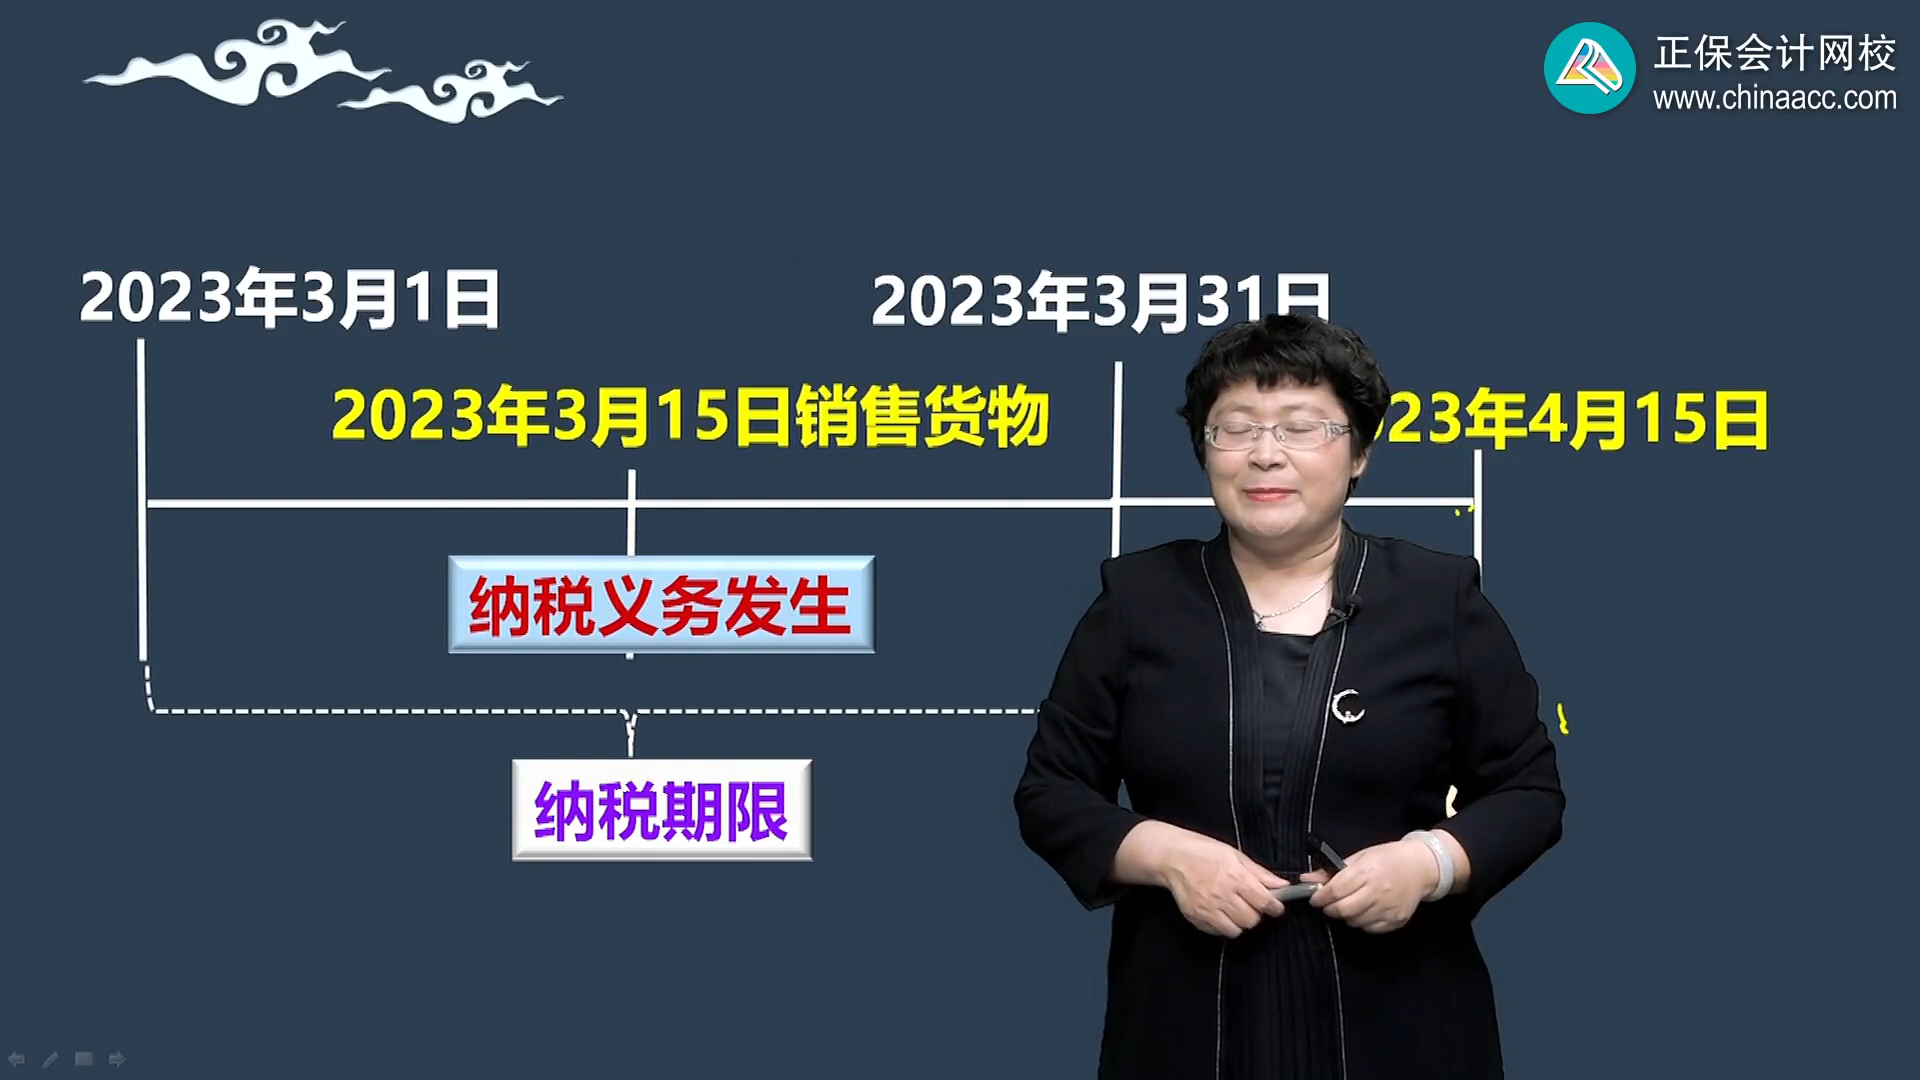 正保会计网校
www.chinaacc.com
2023年3月1日
2023年3月31日
2023年3月15日销售货物
23年4月15日
纳税义务发生
纳税期限